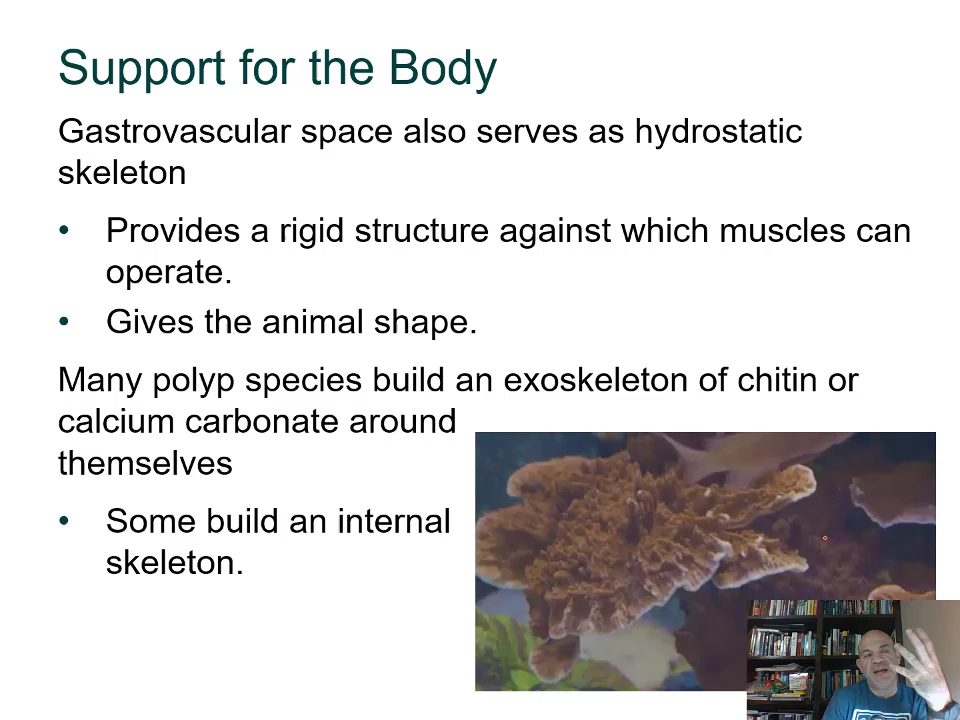 Support for the Body
Gastrovascular space also serves as hydrostatic
skeleton
• Provides a rigid structure against which muscles can
operate.
• Gives the animal shape.
Many polyp species build an exoskeleton of chitin or
calcium carbonate around
themselves
• Some build an internal
skeleton.